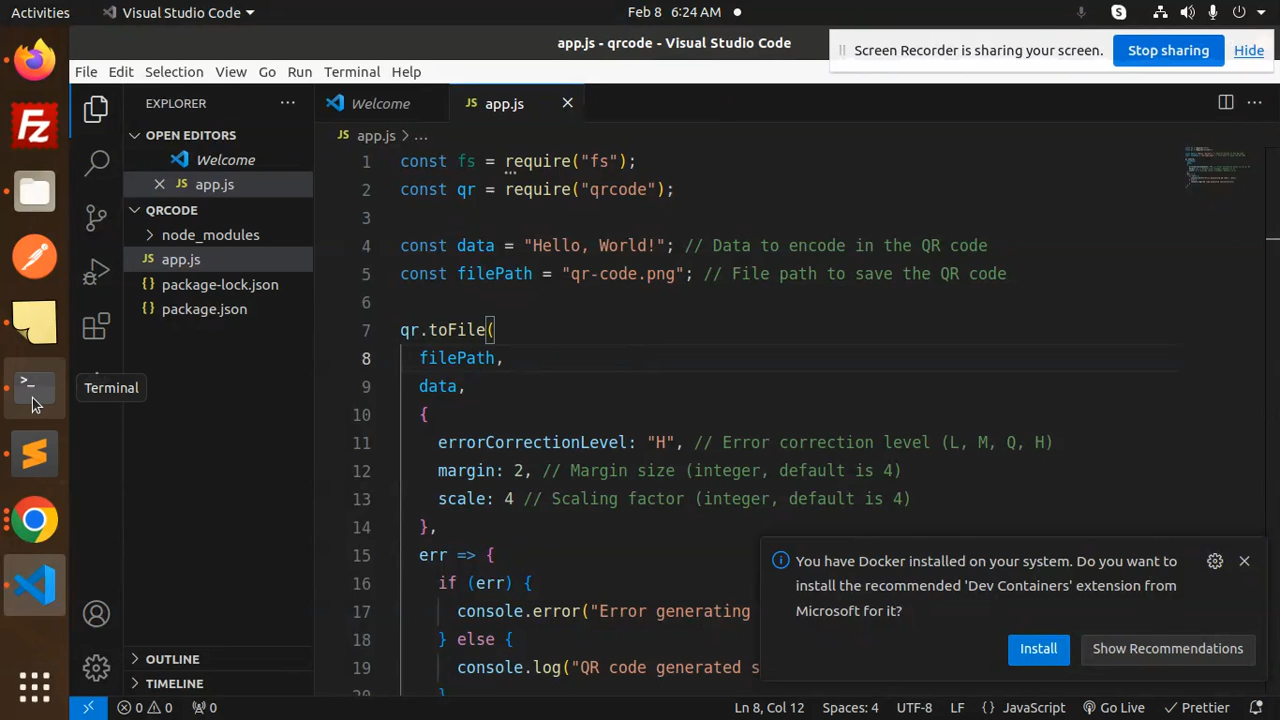 Activities
Visual Studio Code
Feb 8 6:24 AM
app.js - qrcode - Visual Studio Code
Screen Recorder is sharing your screen.
Stop sharing
Hide
File Edit Selection View Go Run Terminal Help
EXPLORER
Welcome
app.js
OPEN EDITORS
Welcome
JS app.js
QRCODE
node_modules
JS app.js
{} package-lock.json
{} package.json
OUTLINE
TIMELINE
Terminal
JS app.js > ...
1 const fs = require("fs");
2 const qr = require("qrcode");
3
4 const data = "Hello, World!"; // Data to encode in the QR code
5 const filePath = "qr-code.png"; // File path to save the QR code
6
7 qr.toFile(
8 filePath,
9 data,
10 {
11 errorCorrectionLevel: "H", // Error correction level (L, M, Q, H)
12 margin: 2, // Margin size (integer, default is 4)
13 scale: 4 // Scaling factor (integer, default is 4)
14 },
15 err => {
16 if (err) {
17 console.error("Error generating
18 } else {
19 console.log("QR code generated s
20 }
You have Docker installed on your system. Do you want to
install the recommended 'Dev Containers' extension from
Microsoft for it?
Install
Show Recommendations
0 0 0
Ln 8, Col 12
Spaces: 4
UTF-8
LF
{} JavaScript
Go Live
Prettier